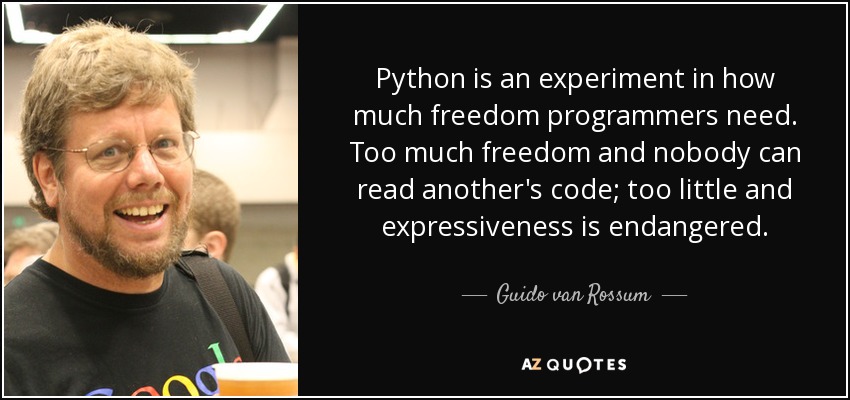 Python is an experiment in how
much freedom programmers need.
Too much freedom and nobody can
read another's code; too little and
expressiveness is endangered.
Guido van Rossum
AZ QUOTES
Google